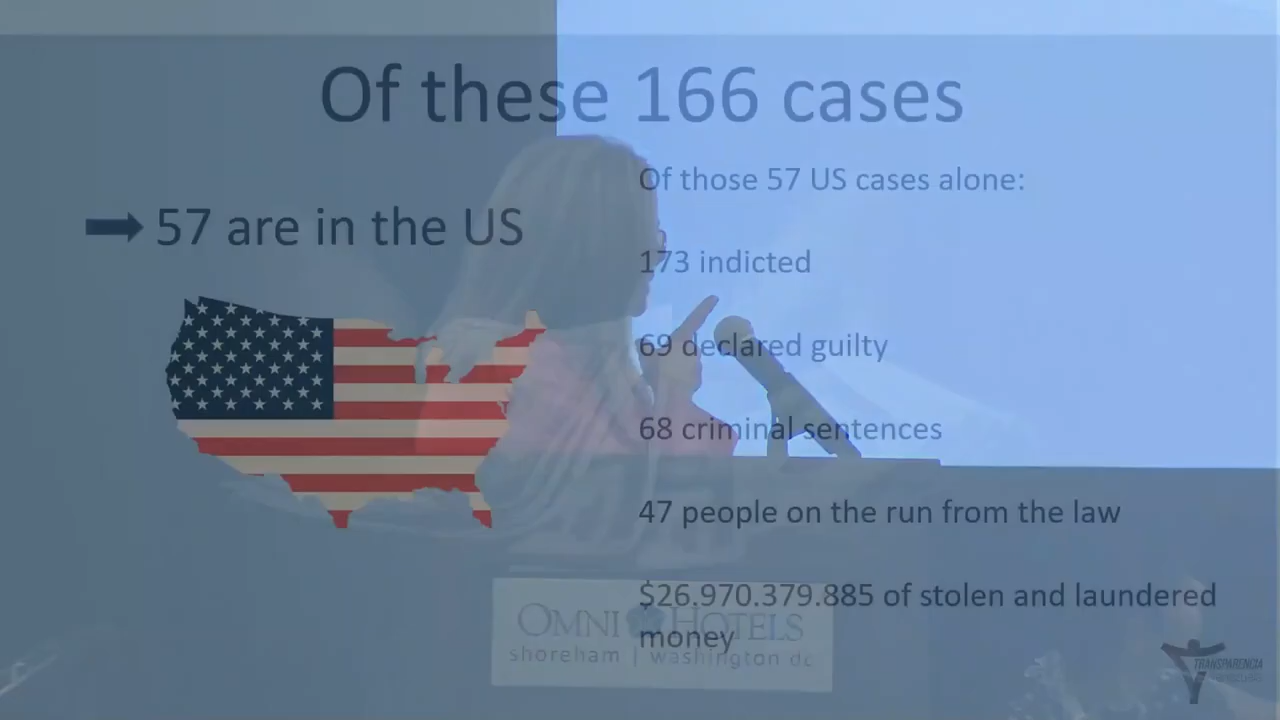 Of these 166 cases
57 are in the US
Of those 57 US cases alone:
173 indicted
69 declared guilty
68 criminal sentences
47 people on the run from the law
$26.970.379.885 of stolen and laundered
money
OMNI HOTELS
shoreham | washington dc
TRANSPARENCIA